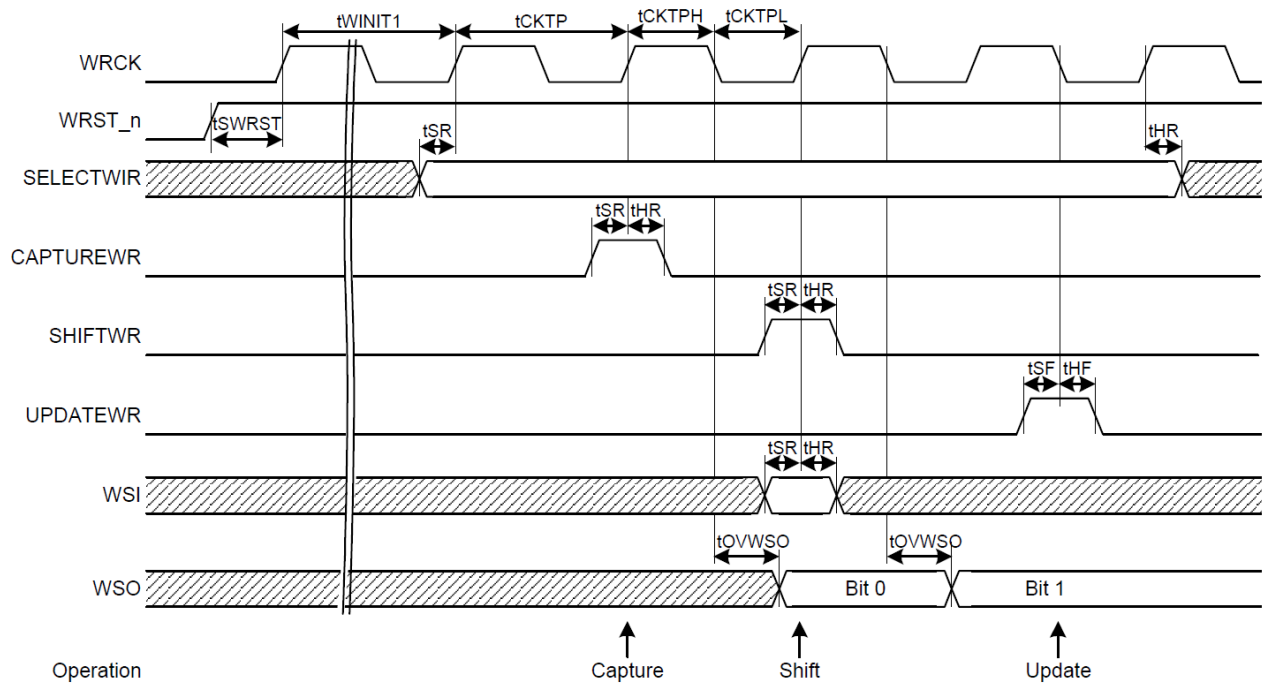 tWINIT1 tCKTP tCKTPH tCKTPL
WRCK
WRST_n tSWRST
tSR tHR
SELECTWIR
tSR tHR
CAPTUREWR
tSR tHR
SHIFTWR
tSF tHF
UPDATEWR
tSR tHR
WSI
tOVWSO tOVWSO
WSO Bit 0 Bit 1
Operation Capture Shift Update